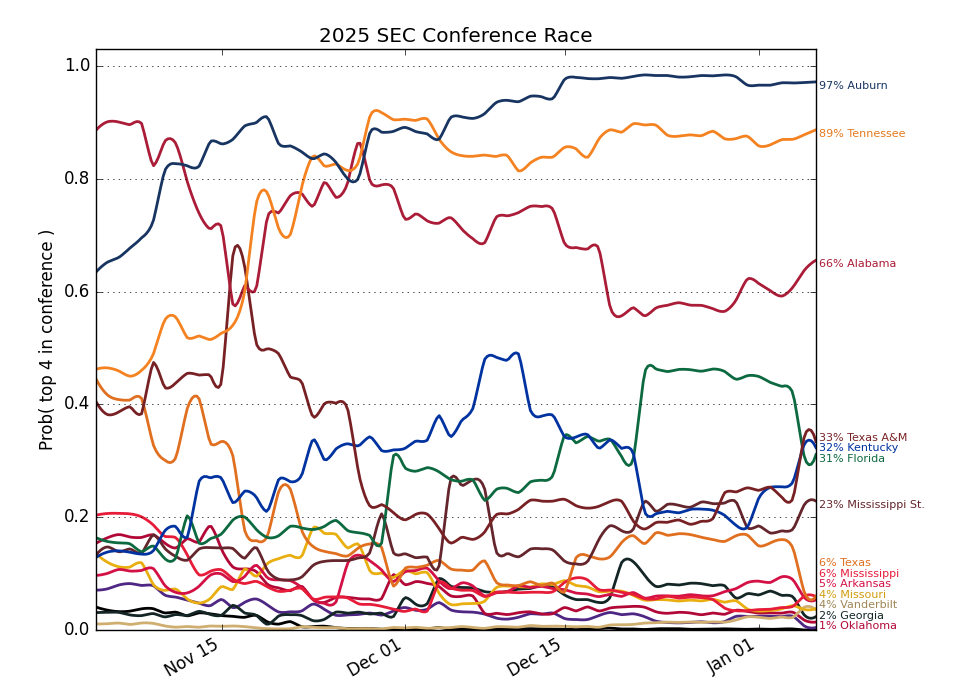 2025 SEC Conference Race
Prob( top 4 in conference )
1.0
0.8
0.6
0.4
0.2
0.0
Nov 15
Dec 01
Dec 15
Jan 01
97% Auburn
89% Tennessee
66% Alabama
33% Texas A&M
32% Kentucky
31% Florida
23% Mississippi St.
6% Texas
6% Mississippi
5% Arkansas
4% Missouri
4% Vanderbilt
2% Georgia
1% Oklahoma